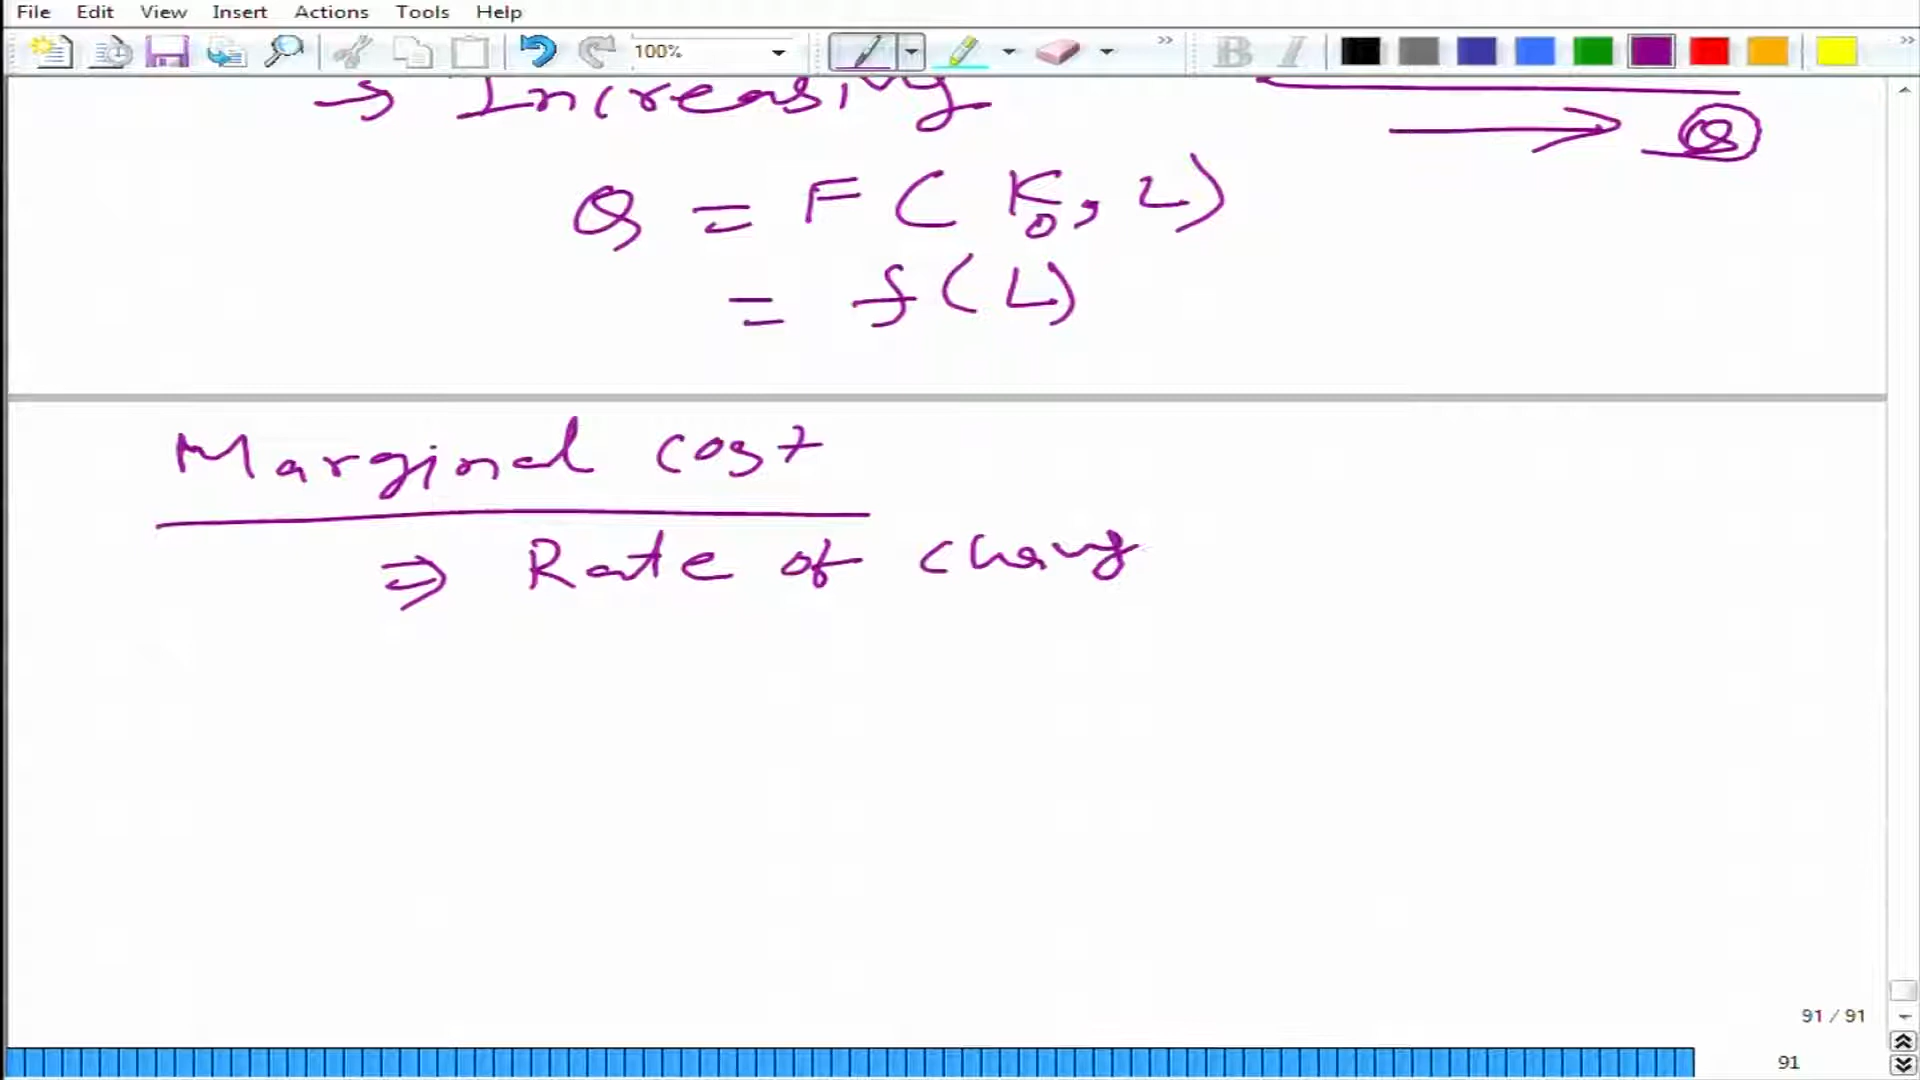 File Edit View Insert Actions Tools Help
100%
B I
→ Increasing
Q
Q = F ( K0, L )
= f ( L )
Marginal cost
⇒ Rate of chang
91 / 91
91